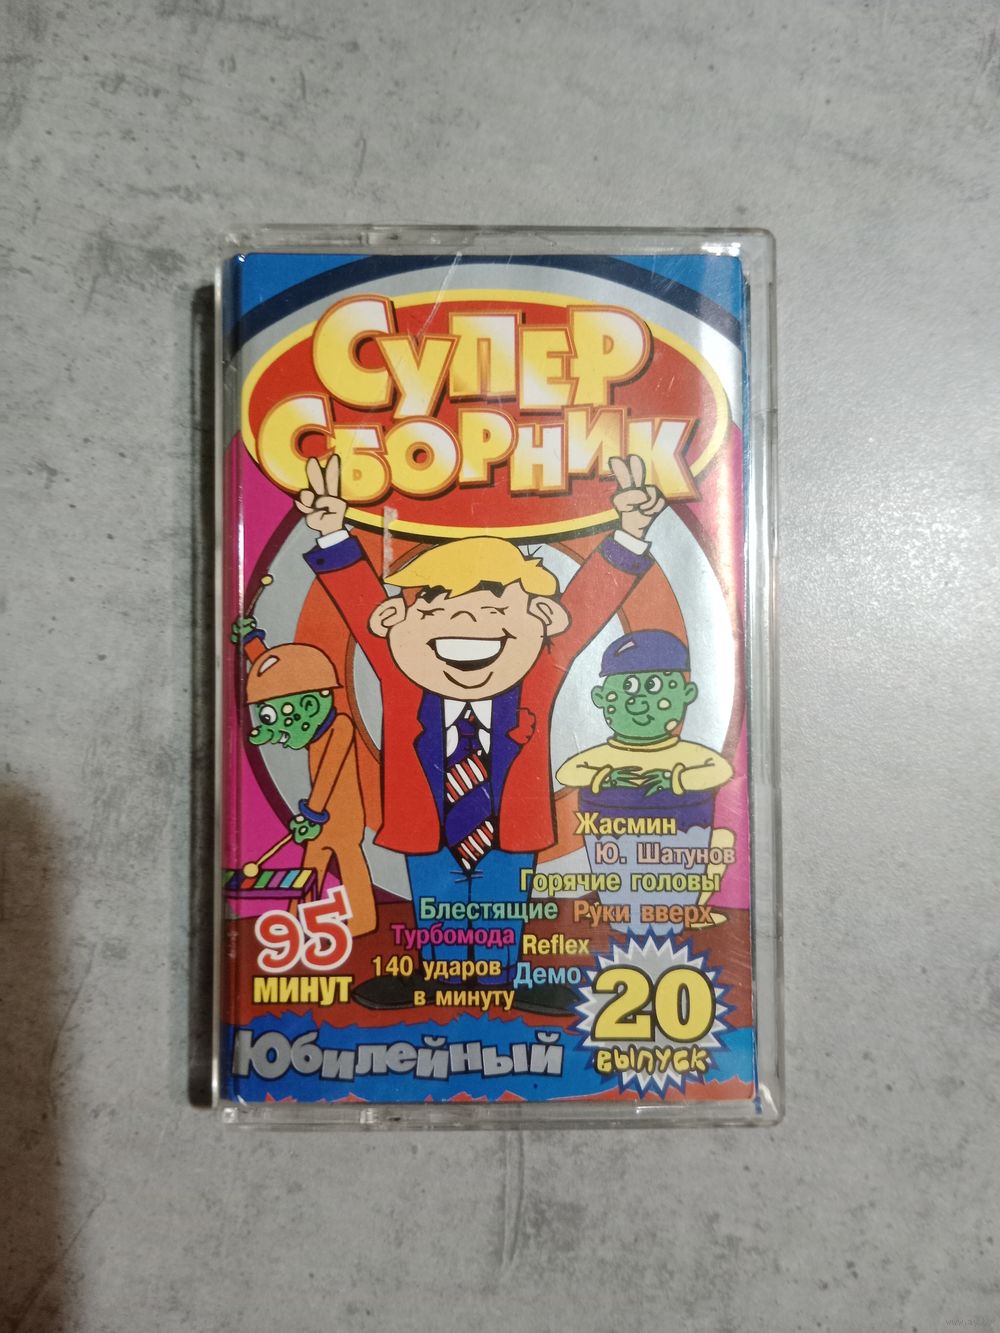 Супер
Сборник
Жасмин
Ю. Шатунов
Горячие головы
Блестящие Руки вверх
Турбомода Reflex
140 ударов Демо
в минуту
95
минут
20
выпуск
Юбилейный